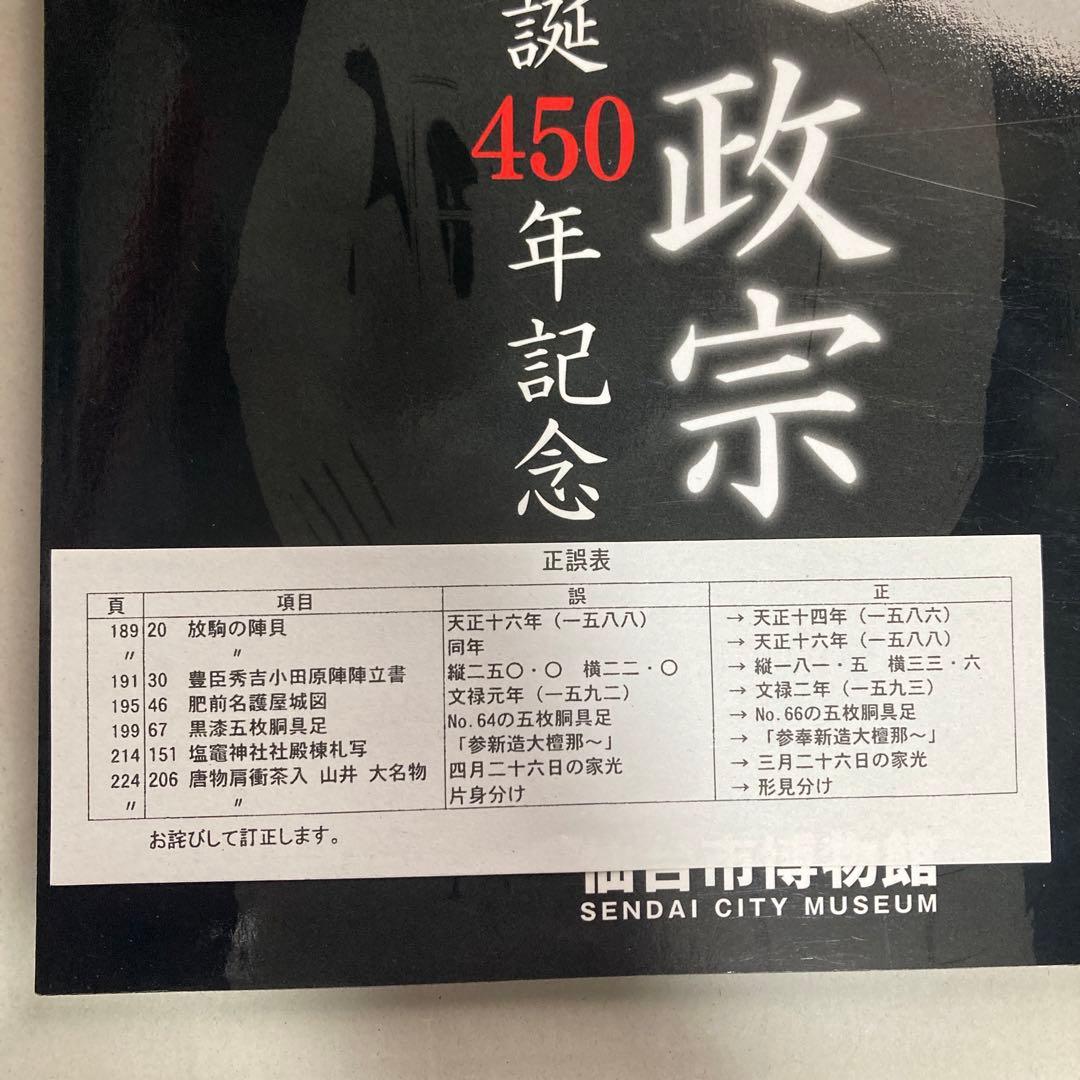 政宗
誕450年記念
正誤表
頁 項目 誤 正
189 20 放駒の陣貝 天正十六年（一五八八） → 天正十四年（一五八六）
〃 〃 同年 → 天正十六年（一五八八）
191 30 豊臣秀吉小田原陣陣立書 縦二五〇・〇 横二二・〇 → 縦一八一・五 横三三・六
195 46 肥前名護屋城図 文禄元年（一五九二） → 文禄二年（一五九三）
199 67 黒漆五枚胴具足 No.64の五枚胴具足 → No.66の五枚胴具足
214 151 塩竈神社社殿棟札写 「参新造大檀那～」 → 「参奉新造大檀那～」
224 206 唐物肩衝茶入 山井 大名物 四月二十六日の家光 → 三月二十六日の家光
〃 〃 片身分け → 形見分け
お詫びして訂正します。
仙台市博物館
SENDAI CITY MUSEUM